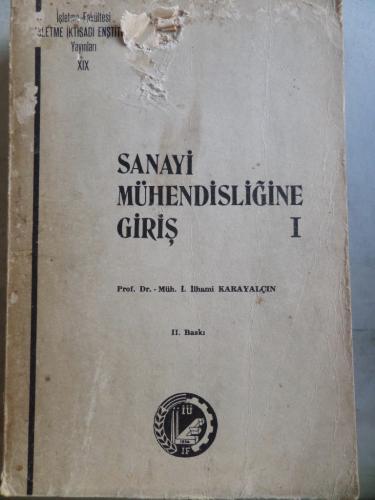 İşletme Fakültesi
İŞLETME İKTİSADI ENSTİT
Yayınları
XIX
SANAYİ
MÜHENDİSLİĞİNE
GİRİŞ I
Prof. Dr. - Müh. İ. İlhami KARAYALÇIN
II. Baskı
İÜ
1954
İF